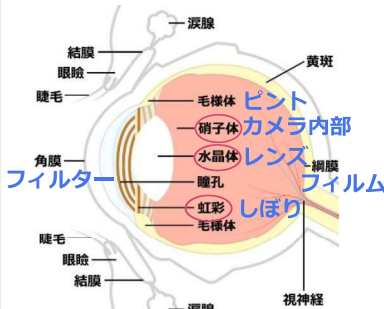 涙腺
結膜
眼瞼
睫毛
黄斑
毛様体 ピント
硝子体 カメラ内部
水晶体 レンズ
角膜
フィルター
瞳孔
網膜
フィルム
虹彩 しぼり
毛様体
睫毛
眼瞼
結膜
視神経
涙腺